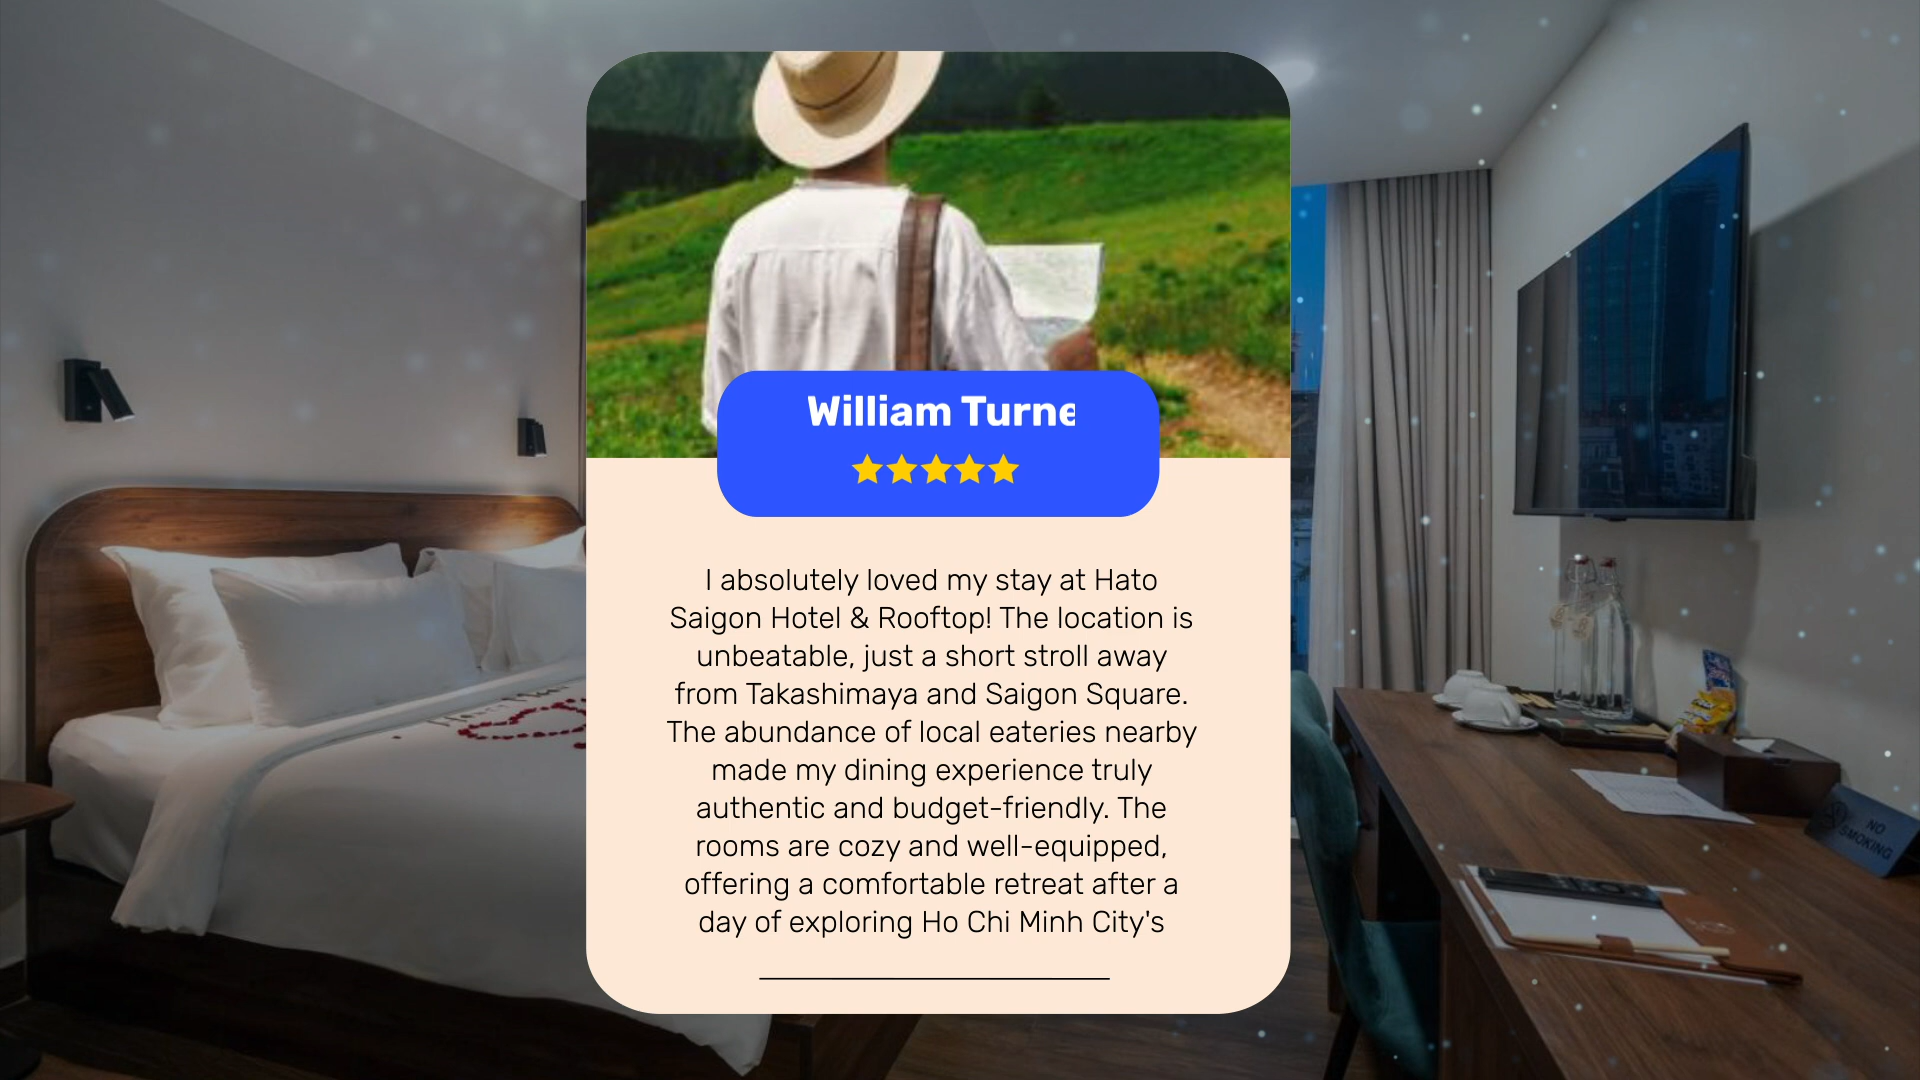 William Turne
I absolutely loved my stay at Hato
Saigon Hotel & Rooftop! The location is
unbeatable, just a short stroll away
from Takashimaya and Saigon Square.
The abundance of local eateries nearby
made my dining experience truly
authentic and budget-friendly. The
rooms are cozy and well-equipped,
offering a comfortable retreat after a
day of exploring Ho Chi Minh City's
NO
SMOKING